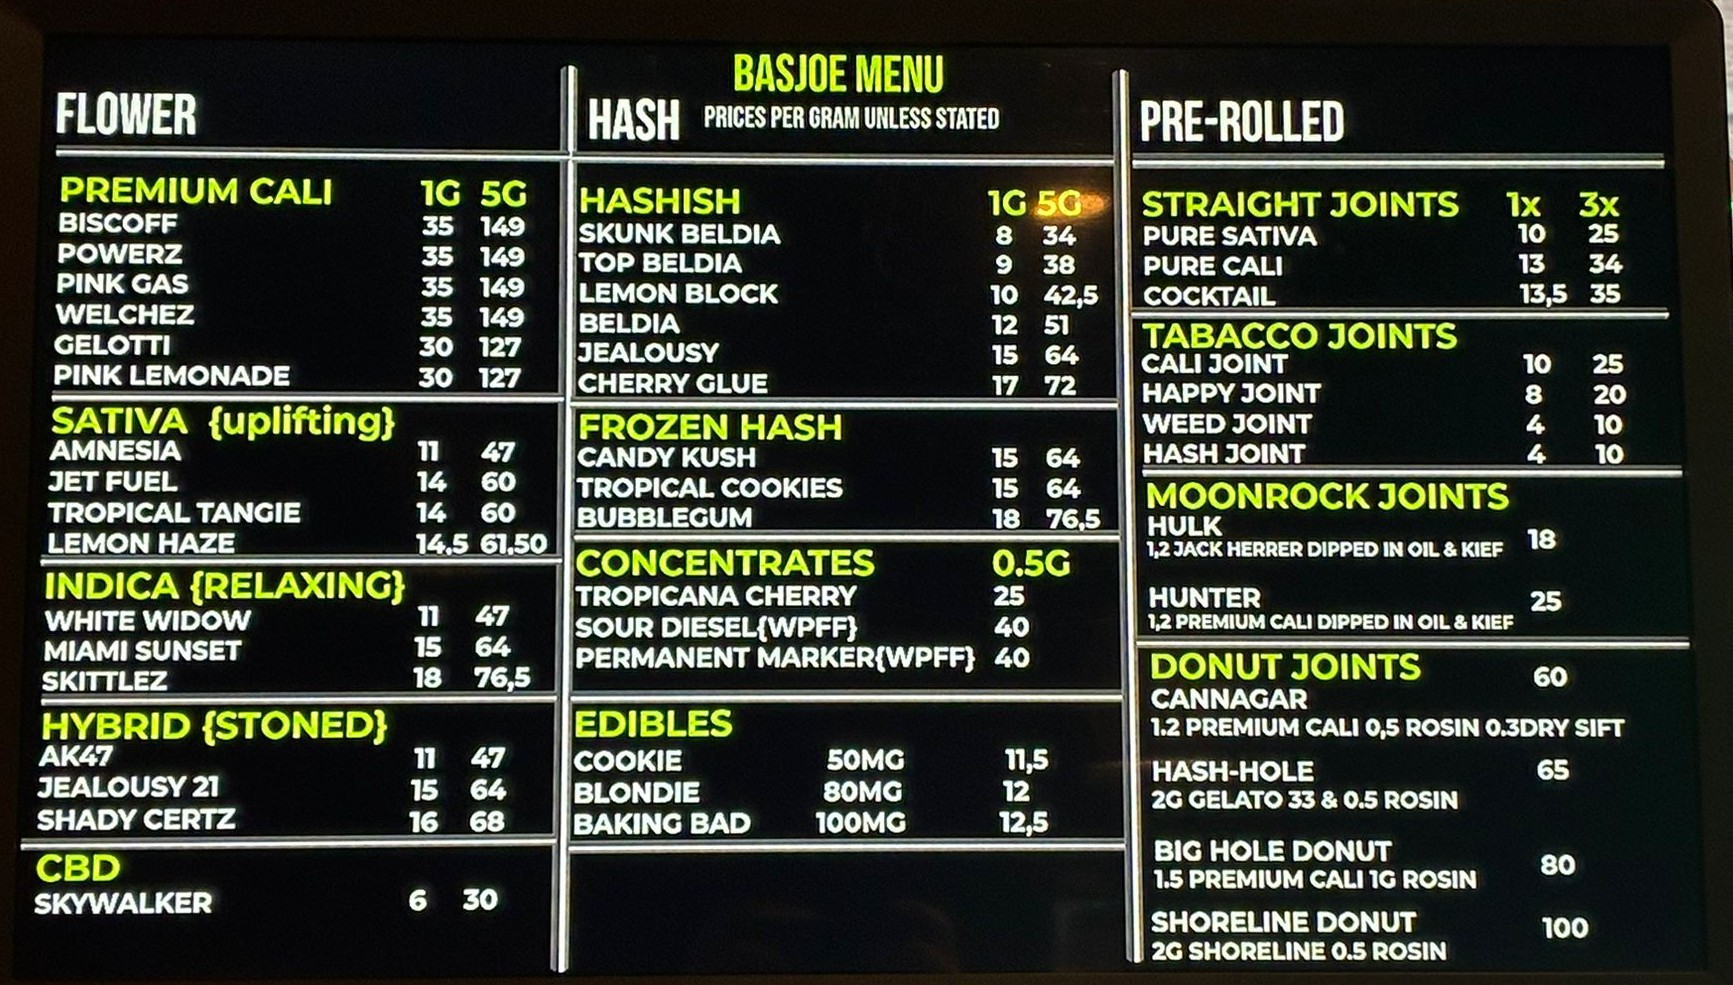 BASJOE MENU
FLOWER
PREMIUM CALI 1G 5G
BISCOFF 35 149
POWERZ 35 149
PINK GAS 35 149
WELCHEZ 35 149
GELOTTI 30 127
PINK LEMONADE 30 127
SATIVA {uplifting}
AMNESIA 11 47
JET FUEL 14 60
TROPICAL TANGIE 14 60
LEMON HAZE 14,5 61,50
INDICA {RELAXING}
WHITE WIDOW 11 47
MIAMI SUNSET 15 64
SKITTLEZ 18 76,5
HYBRID {STONED}
AK47 11 47
JEALOUSY 21 15 64
SHADY CERTZ 16 68
CBD
SKYWALKER 6 30
HASH PRICES PER GRAM UNLESS STATED
HASHISH 1G 5G
SKUNK BELDIA 8 34
TOP BELDIA 9 38
LEMON BLOCK 10 42,5
BELDIA 12 51
JEALOUSY 15 64
CHERRY GLUE 17 72
FROZEN HASH
CANDY KUSH 15 64
TROPICAL COOKIES 15 64
BUBBLEGUM 18 76,5
CONCENTRATES 0.5G
TROPICANA CHERRY 25
SOUR DIESEL{WPFF} 40
PERMANENT MARKER{WPFF} 40
EDIBLES
COOKIE 50MG 11,5
BLONDIE 80MG 12
BAKING BAD 100MG 12,5
PRE-ROLLED
STRAIGHT JOINTS 1x 3x
PURE SATIVA 10 25
PURE CALI 13 34
COCKTAIL 13,5 35
TABACCO JOINTS
CALI JOINT 10 25
HAPPY JOINT 8 20
WEED JOINT 4 10
HASH JOINT 4 10
MOONROCK JOINTS
HULK 18
1,2 JACK HERRER DIPPED IN OIL & KIEF
HUNTER 25
1,2 PREMIUM CALI DIPPED IN OIL & KIEF
DONUT JOINTS 60
CANNAGAR
1.2 PREMIUM CALI 0,5 ROSIN 0.3DRY SIFT
HASH-HOLE 65
2G GELATO 33 & 0.5 ROSIN
BIG HOLE DONUT 80
1.5 PREMIUM CALI 1G ROSIN
SHORELINE DONUT 100
2G SHORELINE 0.5 ROSIN